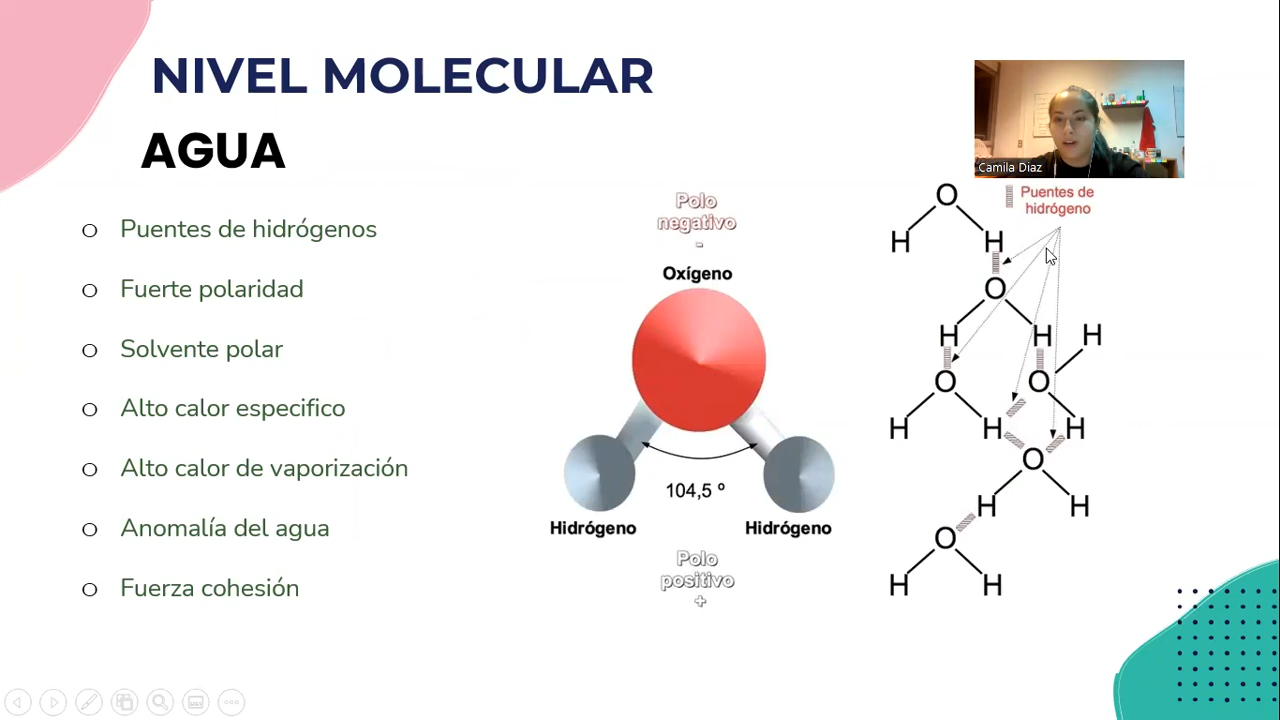 NIVEL MOLECULAR
AGUA
Puentes de hidrógenos
Fuerte polaridad
Solvente polar
Alto calor especifico
Alto calor de vaporización
Anomalía del agua
Fuerza cohesión
Polo
negativo
-
Oxígeno
104,5 º
Hidrógeno
Hidrógeno
Polo
positivo
+
Camila Diaz
Puentes de
hidrógeno
O
H H
O
H H H
O O
H H H
O
H H
O
H H